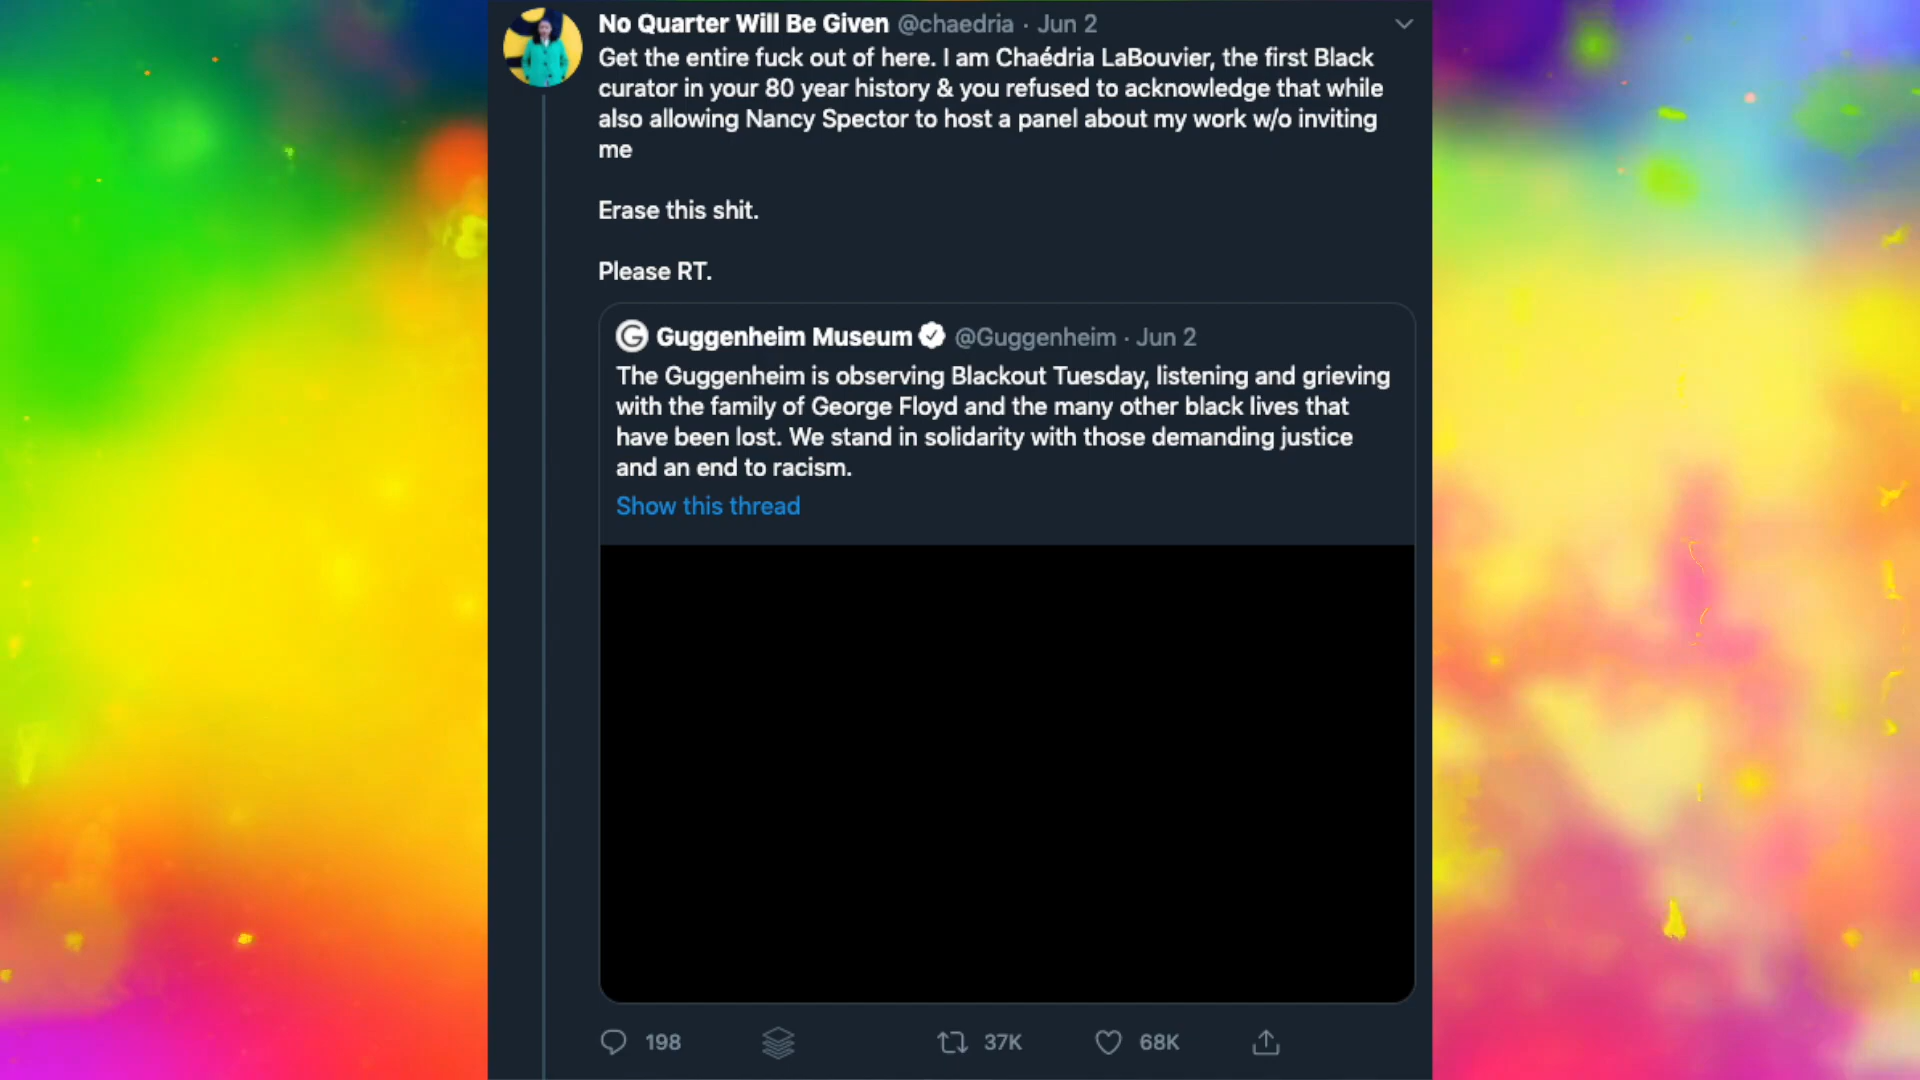 No Quarter Will Be Given @chaedria · Jun 2
Get the entire fuck out of here. I am Chaédria LaBouvier, the first Black
curator in your 80 year history & you refused to acknowledge that while
also allowing Nancy Spector to host a panel about my work w/o inviting
me
Erase this shit.
Please RT.
Guggenheim Museum @Guggenheim · Jun 2
The Guggenheim is observing Blackout Tuesday, listening and grieving
with the family of George Floyd and the many other black lives that
have been lost. We stand in solidarity with those demanding justice
and an end to racism.
Show this thread
198 37K 68K